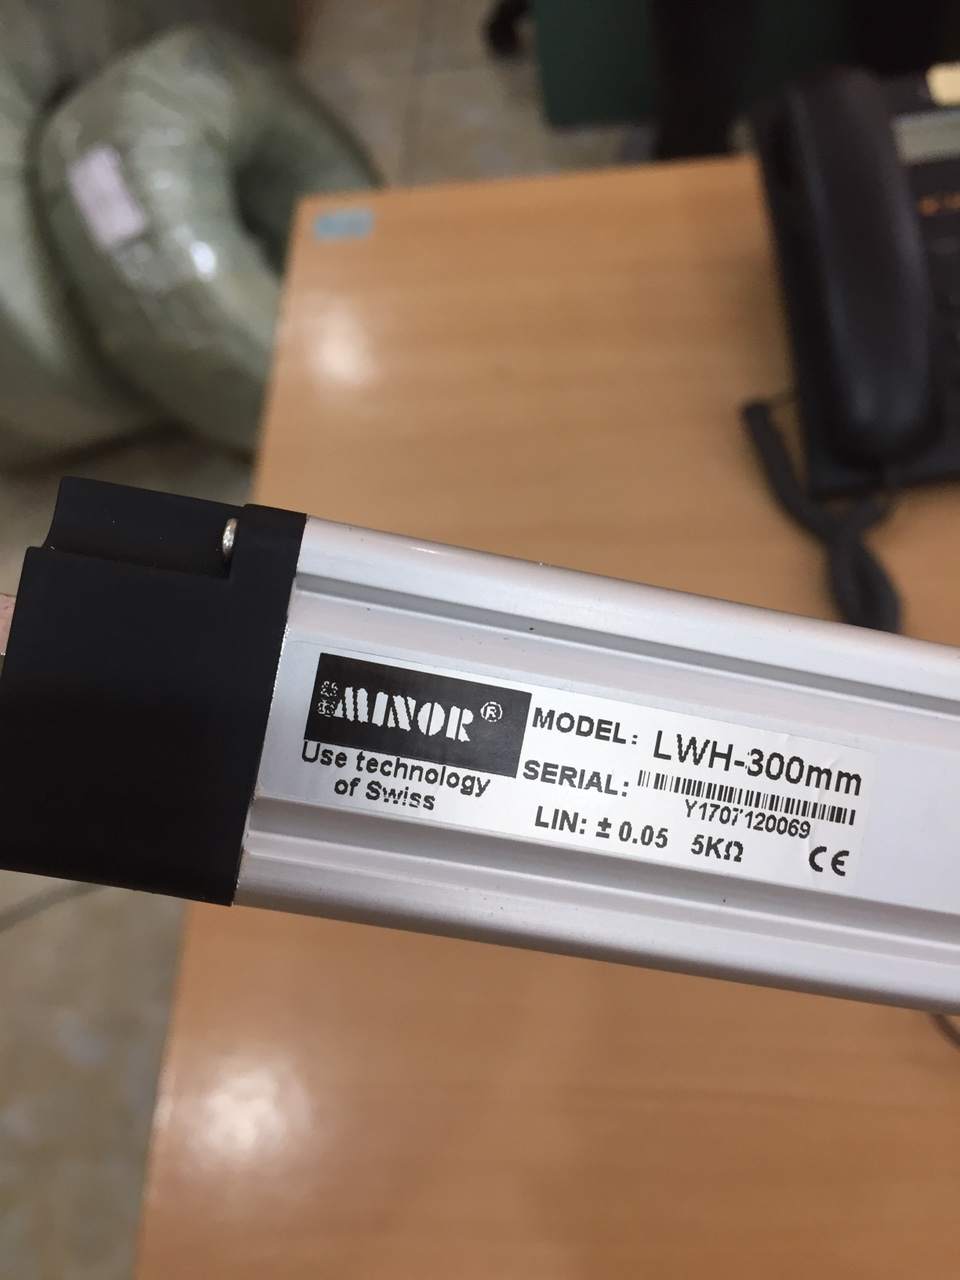 MINOR®
Use technology
of Swiss
MODEL: LWH-300mm
SERIAL:
Y1707120069
LIN: ± 0.05 5KΩ
CE